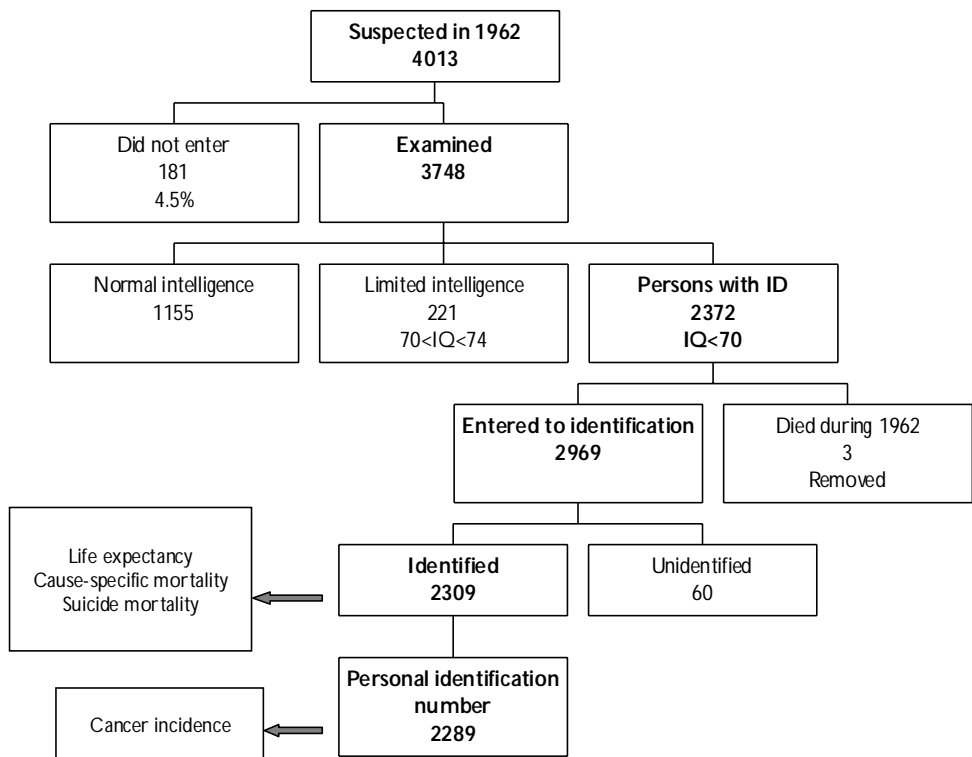 Suspected in 1962
4013
Did not enter
181
4.5%
Examined
3748
Normal intelligence
1155
Limited intelligence
221
70<IQ<74
Persons with ID
2372
IQ<70
Entered to identification
2969
Died during 1962
3
Removed
Life expectancy
Cause-specific mortality
Suicide mortality
Identified
2309
Unidentified
60
Personal identification
number
2289
Cancer incidence